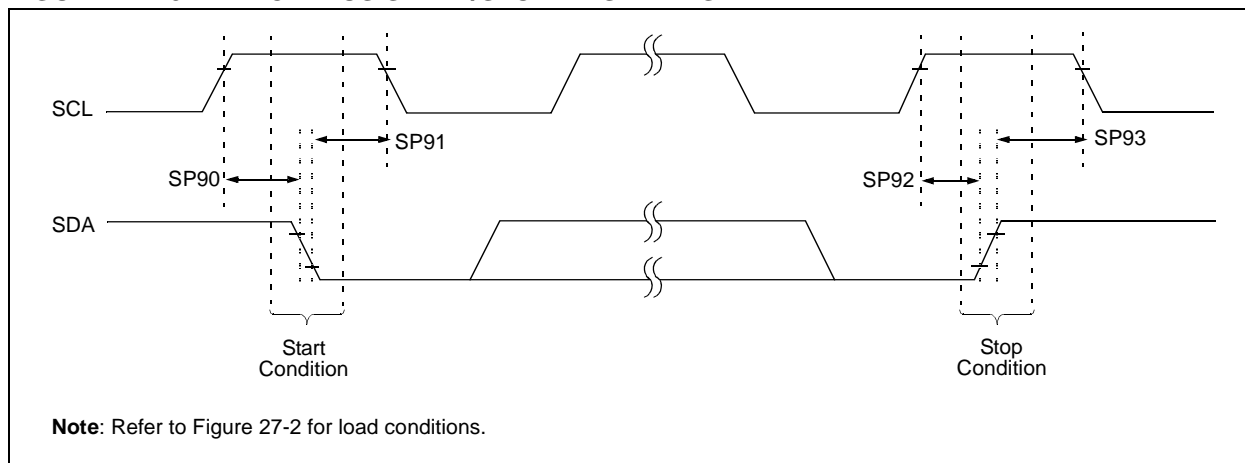 SCL
SP91
SP93
SP90
SP92
SDA
Start
Condition
Stop
Condition
Note: Refer to Figure 27-2 for load conditions.